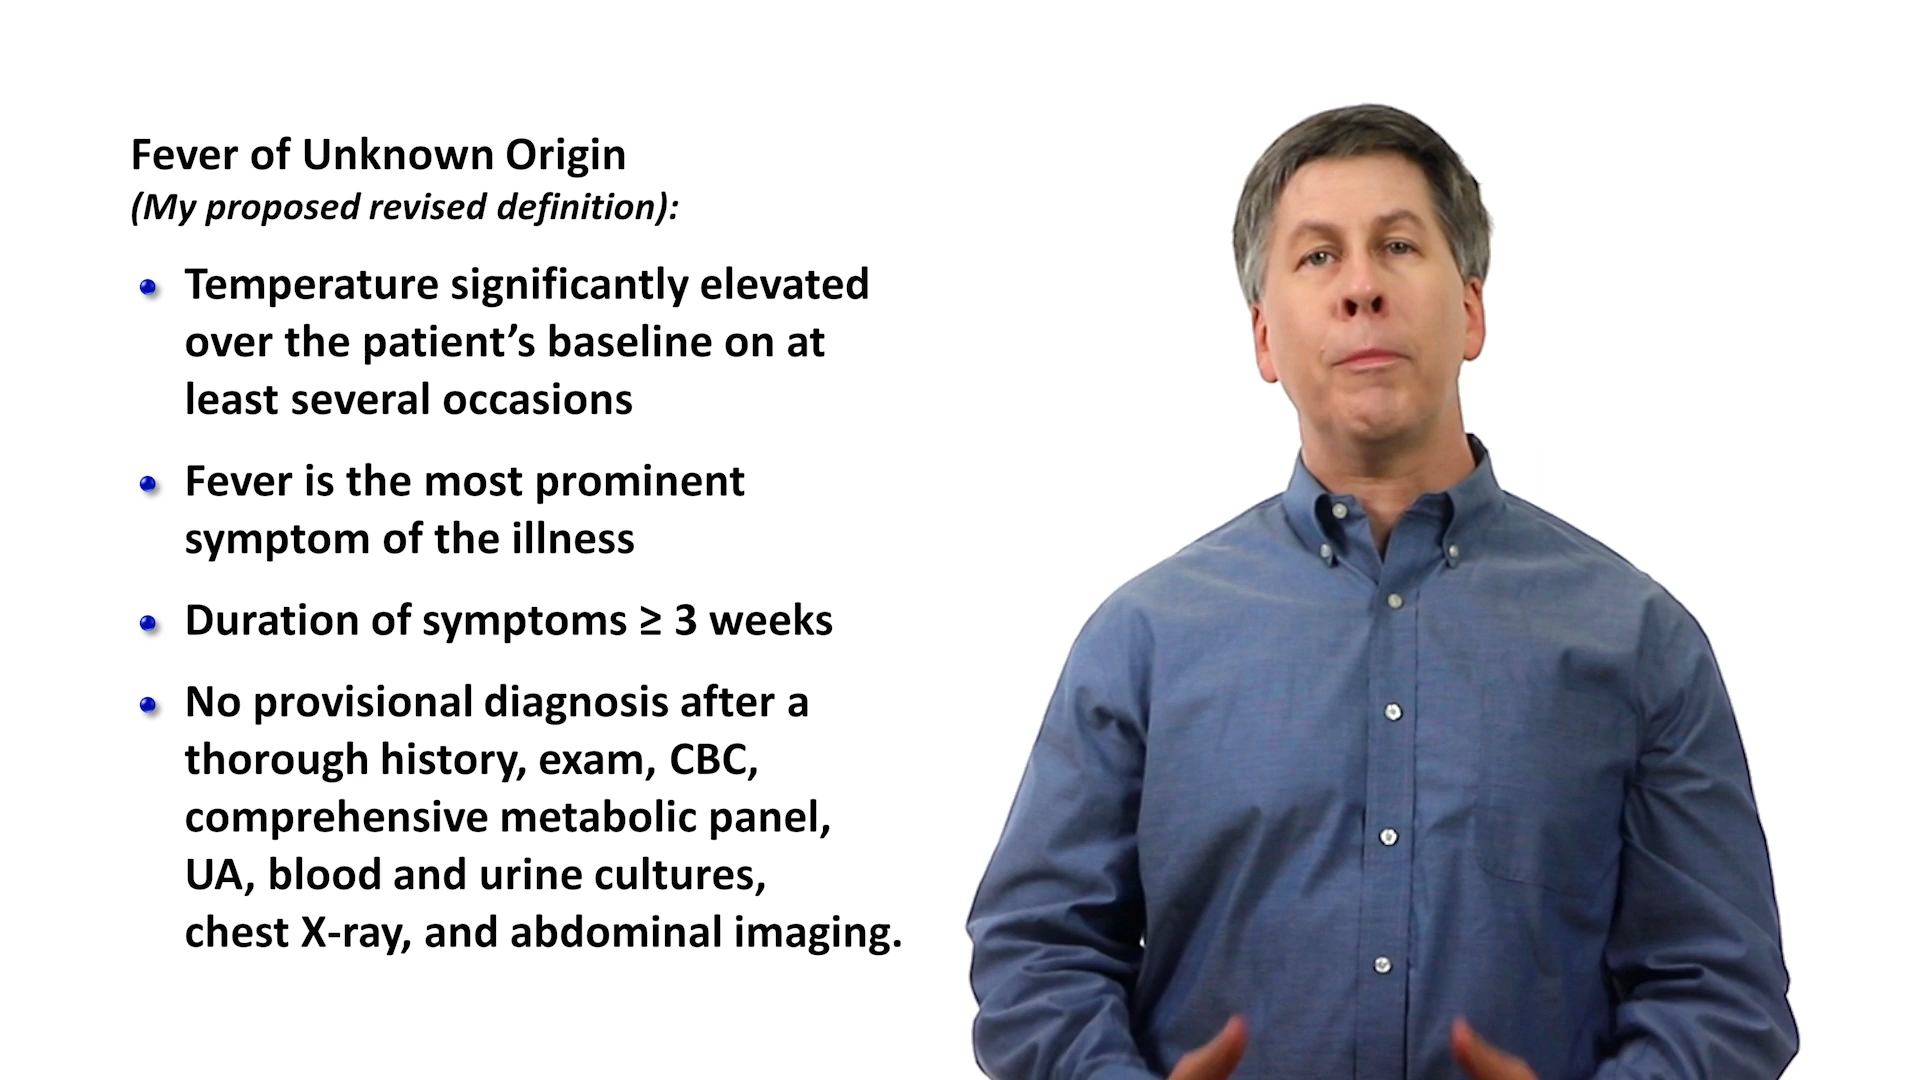 Fever of Unknown Origin
(My proposed revised definition):
Temperature significantly elevated
over the patient’s baseline on at
least several occasions
Fever is the most prominent
symptom of the illness
Duration of symptoms ≥ 3 weeks
No provisional diagnosis after a
thorough history, exam, CBC,
comprehensive metabolic panel,
UA, blood and urine cultures,
chest X-ray, and abdominal imaging.